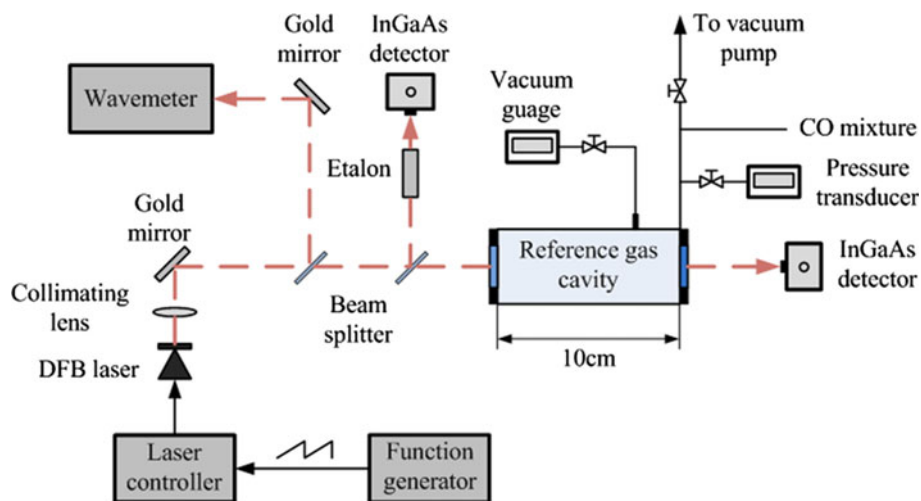 Gold
mirror
InGaAs
detector
To vacuum
pump
Wavemeter
Vacuum
guage
CO mixture
Etalon
Pressure
transducer
Gold
mirror
Reference gas
cavity
InGaAs
detector
Collimating
lens
Beam
splitter
DFB laser
10cm
Laser
controller
Function
generator